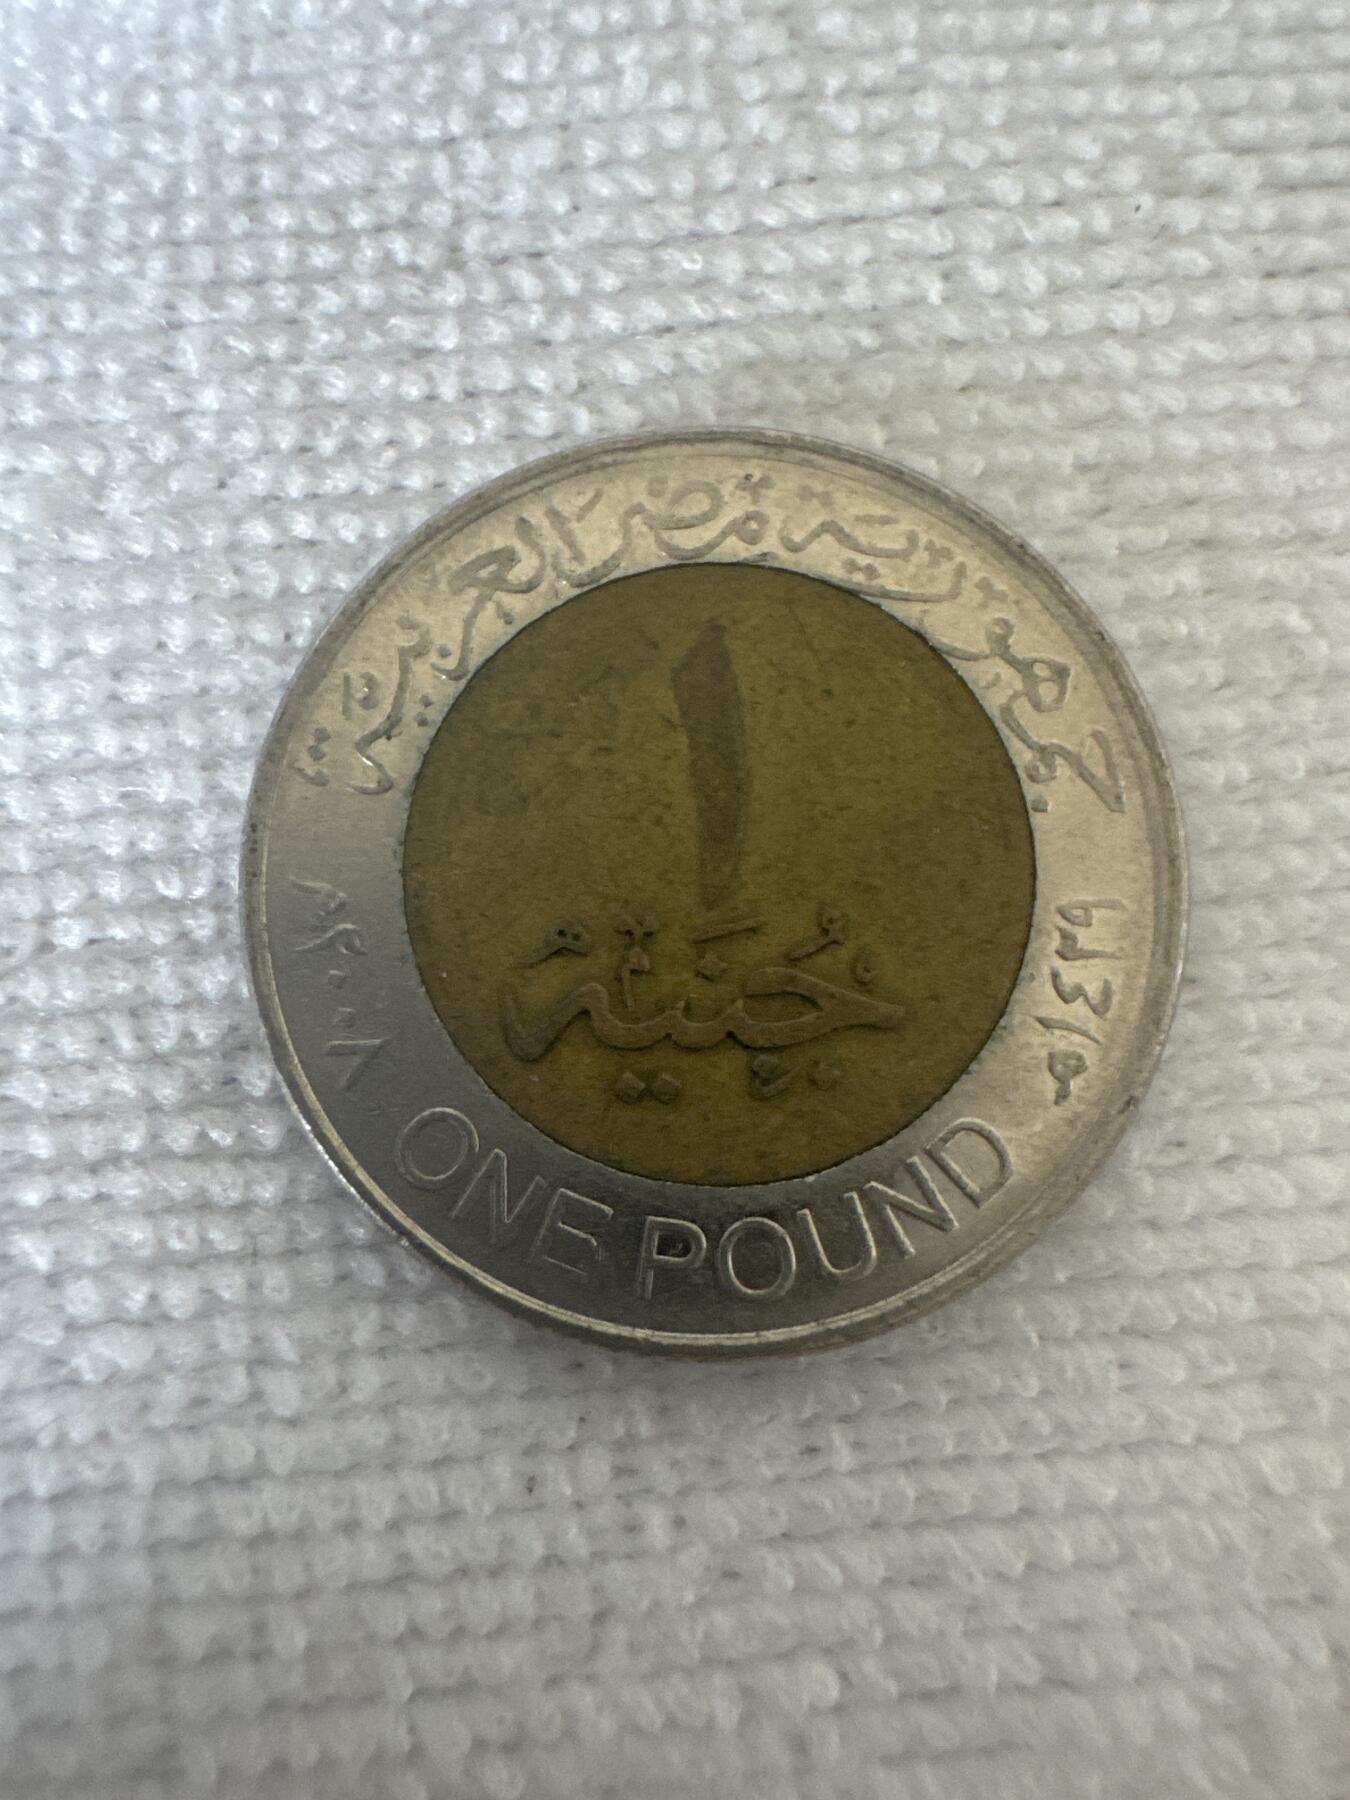 جمهورية مصر العربية
١
جنيه
١٤٢٩هـ
٢٠٠٨م
ONE POUND